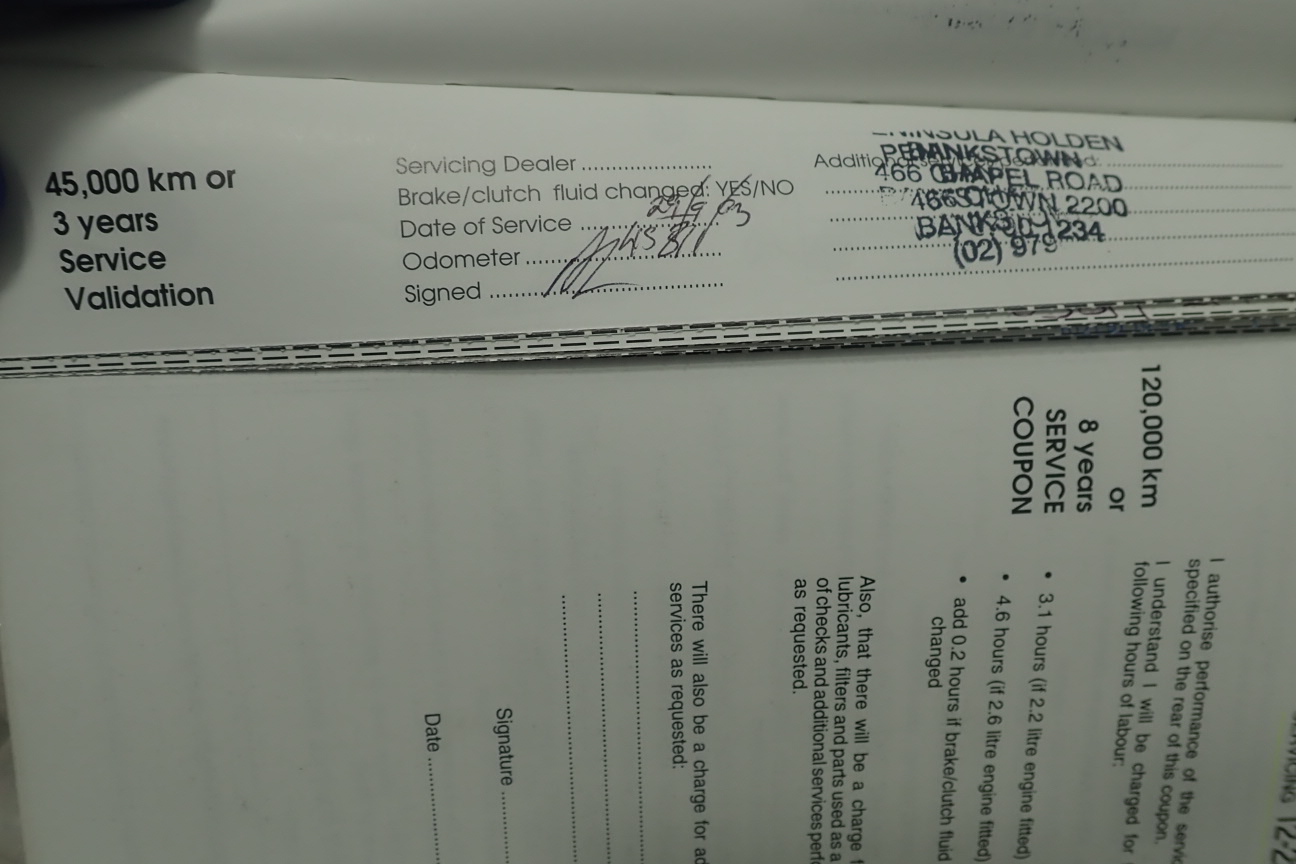 45,000 km or
3 years
Service
Validation
Servicing Dealer
Brake/clutch fluid changed: YES/NO
Date of Service
Odometer
Signed
HOLDEN
BANKSTOWN
466 CHAPEL ROAD
2200
(02)
120,000 km
or
8 years
SERVICE
COUPON
I authorise performance of the
specified on the rear of this coupon.
I understand I will be charged for
following hours of labour:
• 3.1 hours (if 2.2 litre engine fitted)
• 4.6 hours (if 2.6 litre engine fitted)
• add 0.2 hours if brake/clutch fluid
changed
Also, that there will be a charge
lubricants, filters and parts used as a
of checks and additional services
as requested.
There will also be a charge for
services as requested:
Signature
Date